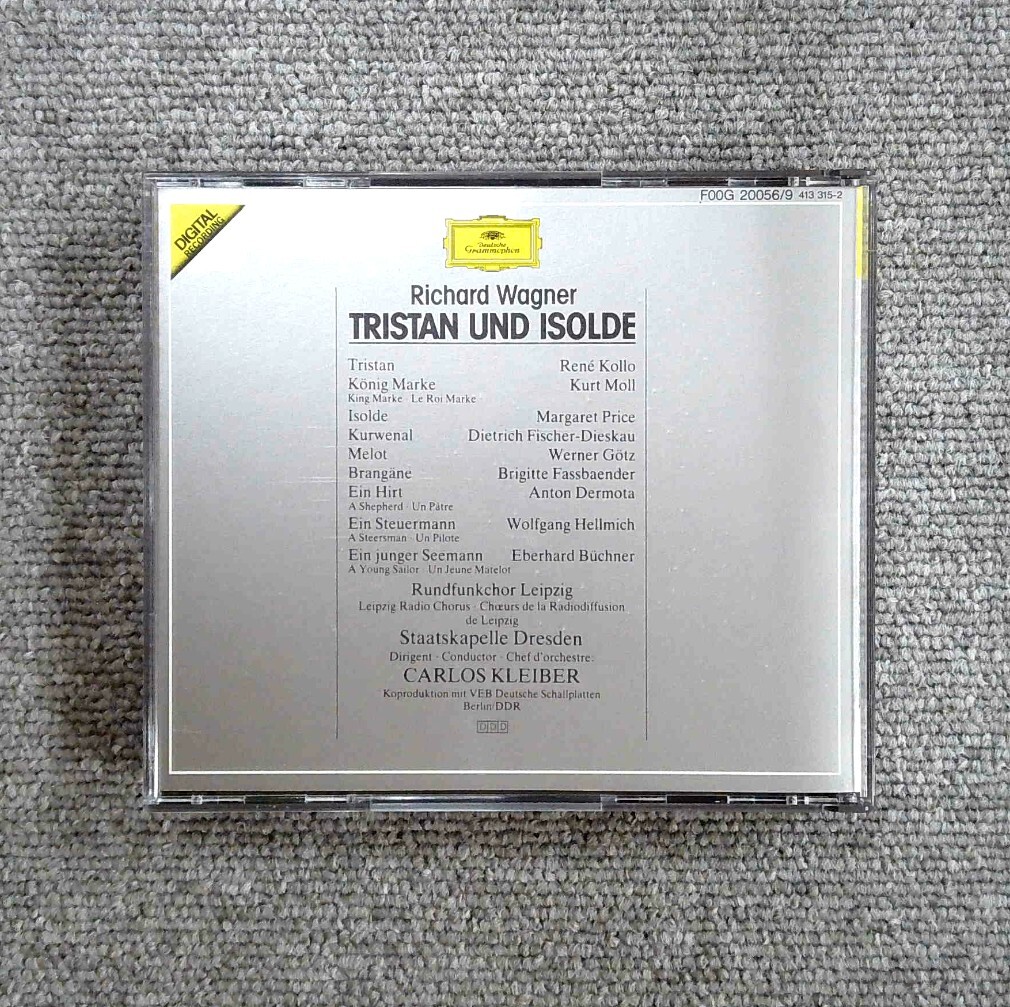 F00G 20056/9 413 315-2
DIGITAL
RECORDING
Deutsche
Grammophon
Richard Wagner
TRISTAN UND ISOLDE
Tristan René Kollo
König Marke Kurt Moll
King Marke · Le Roi Marke
Isolde Margaret Price
Kurwenal Dietrich Fischer-Dieskau
Melot Werner Götz
Brangäne Brigitte Fassbaender
Ein Hirt Anton Dermota
A Shepherd · Un Pâtre
Ein Steuermann Wolfgang Hellmich
A Steersman · Un Pilote
Ein junger Seemann Eberhard Büchner
A Young Sailor · Un Jeune Matelot
Rundfunkchor Leipzig
Leipzig Radio Chorus · Chœurs de la Radiodiffusion
de Leipzig
Staatskapelle Dresden
Dirigent · Conductor · Chef d'orchestre:
CARLOS KLEIBER
Koproduktion mit VEB Deutsche Schallplatten
Berlin/DDR
DDD